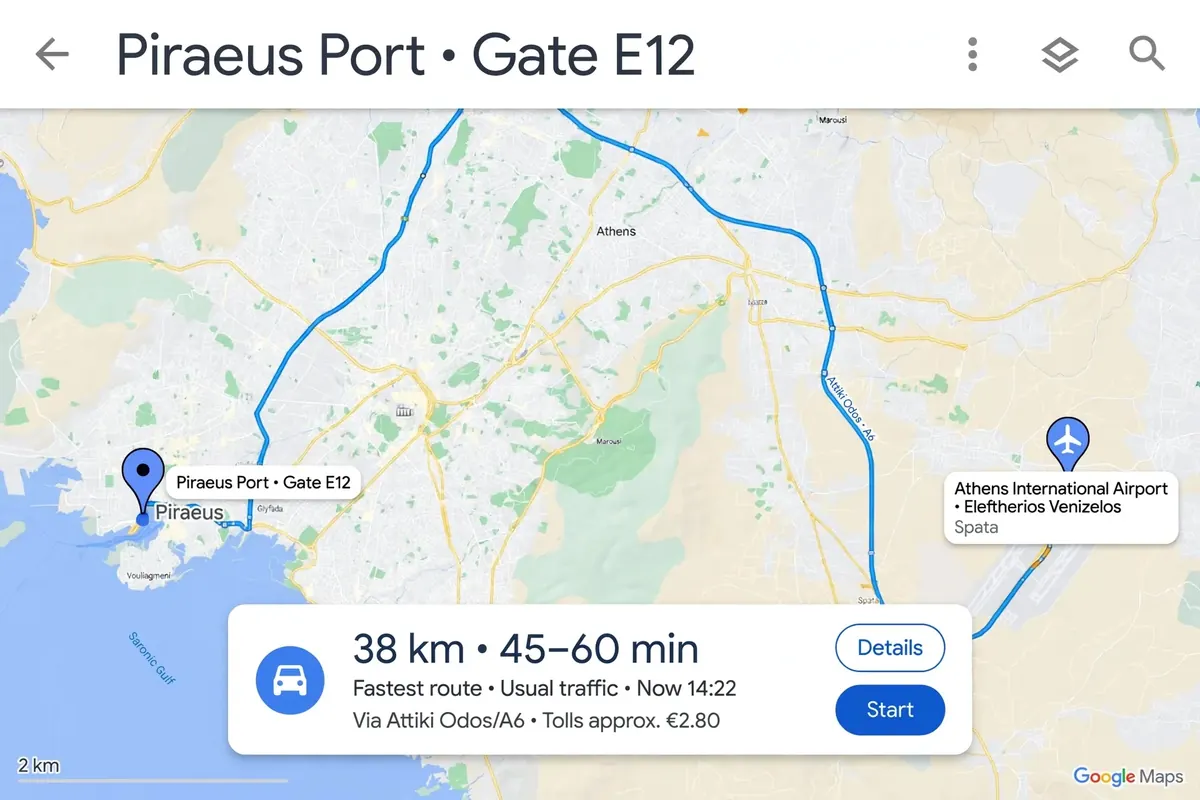 Piraeus Port • Gate E12
Marousi
Athens
Attiki Odos • A6
Marousi
Piraeus Port • Gate E12
Piraeus
Glyfada
Athens International Airport
• Eleftherios Venizelos
Spata
Vouliagmeni
Spata
Saronic Gulf
38 km • 45–60 min
Fastest route • Usual traffic • Now 14:22
Via Attiki Odos/A6 • Tolls approx. €2.80
Details
Start
2 km
Google Maps